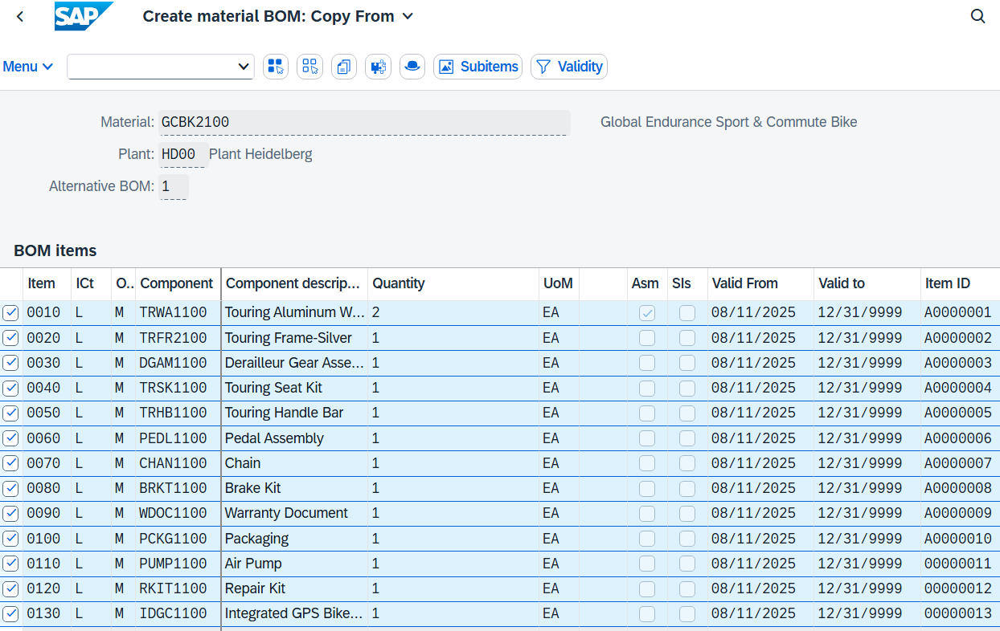 SAP Create material BOM: Copy From
Menu Subitems Validity
Material: GCBK2100 Global Endurance Sport & Commute Bike
Plant: HD00 Plant Heidelberg
Alternative BOM: 1
BOM items
Item ICt O.. Component Component descrip... Quantity UoM Asm SIs Valid From Valid to Item ID
0010 L M TRWA1100 Touring Aluminum W... 2 EA 08/11/2025 12/31/9999 A0000001
0020 L M TRFR2100 Touring Frame-Silver 1 EA 08/11/2025 12/31/9999 A0000002
0030 L M DGAM1100 Derailleur Gear Asse... 1 EA 08/11/2025 12/31/9999 A0000003
0040 L M TRSK1100 Touring Seat Kit 1 EA 08/11/2025 12/31/9999 A0000004
0050 L M TRHB1100 Touring Handle Bar 1 EA 08/11/2025 12/31/9999 A0000005
0060 L M PEDL1100 Pedal Assembly 1 EA 08/11/2025 12/31/9999 A0000006
0070 L M CHAN1100 Chain 1 EA 08/11/2025 12/31/9999 A0000007
0080 L M BRKT1100 Brake Kit 1 EA 08/11/2025 12/31/9999 A0000008
0090 L M WDOC1100 Warranty Document 1 EA 08/11/2025 12/31/9999 A0000009
0100 L M PCKG1100 Packaging 1 EA 08/11/2025 12/31/9999 A0000010
0110 L M PUMP1100 Air Pump 1 EA 08/11/2025 12/31/9999 00000011
0120 L M RKIT1100 Repair Kit 1 EA 08/11/2025 12/31/9999 00000012
0130 L M IDGC1100 Integrated GPS Bike... 1 EA 08/11/2025 12/31/9999 00000013